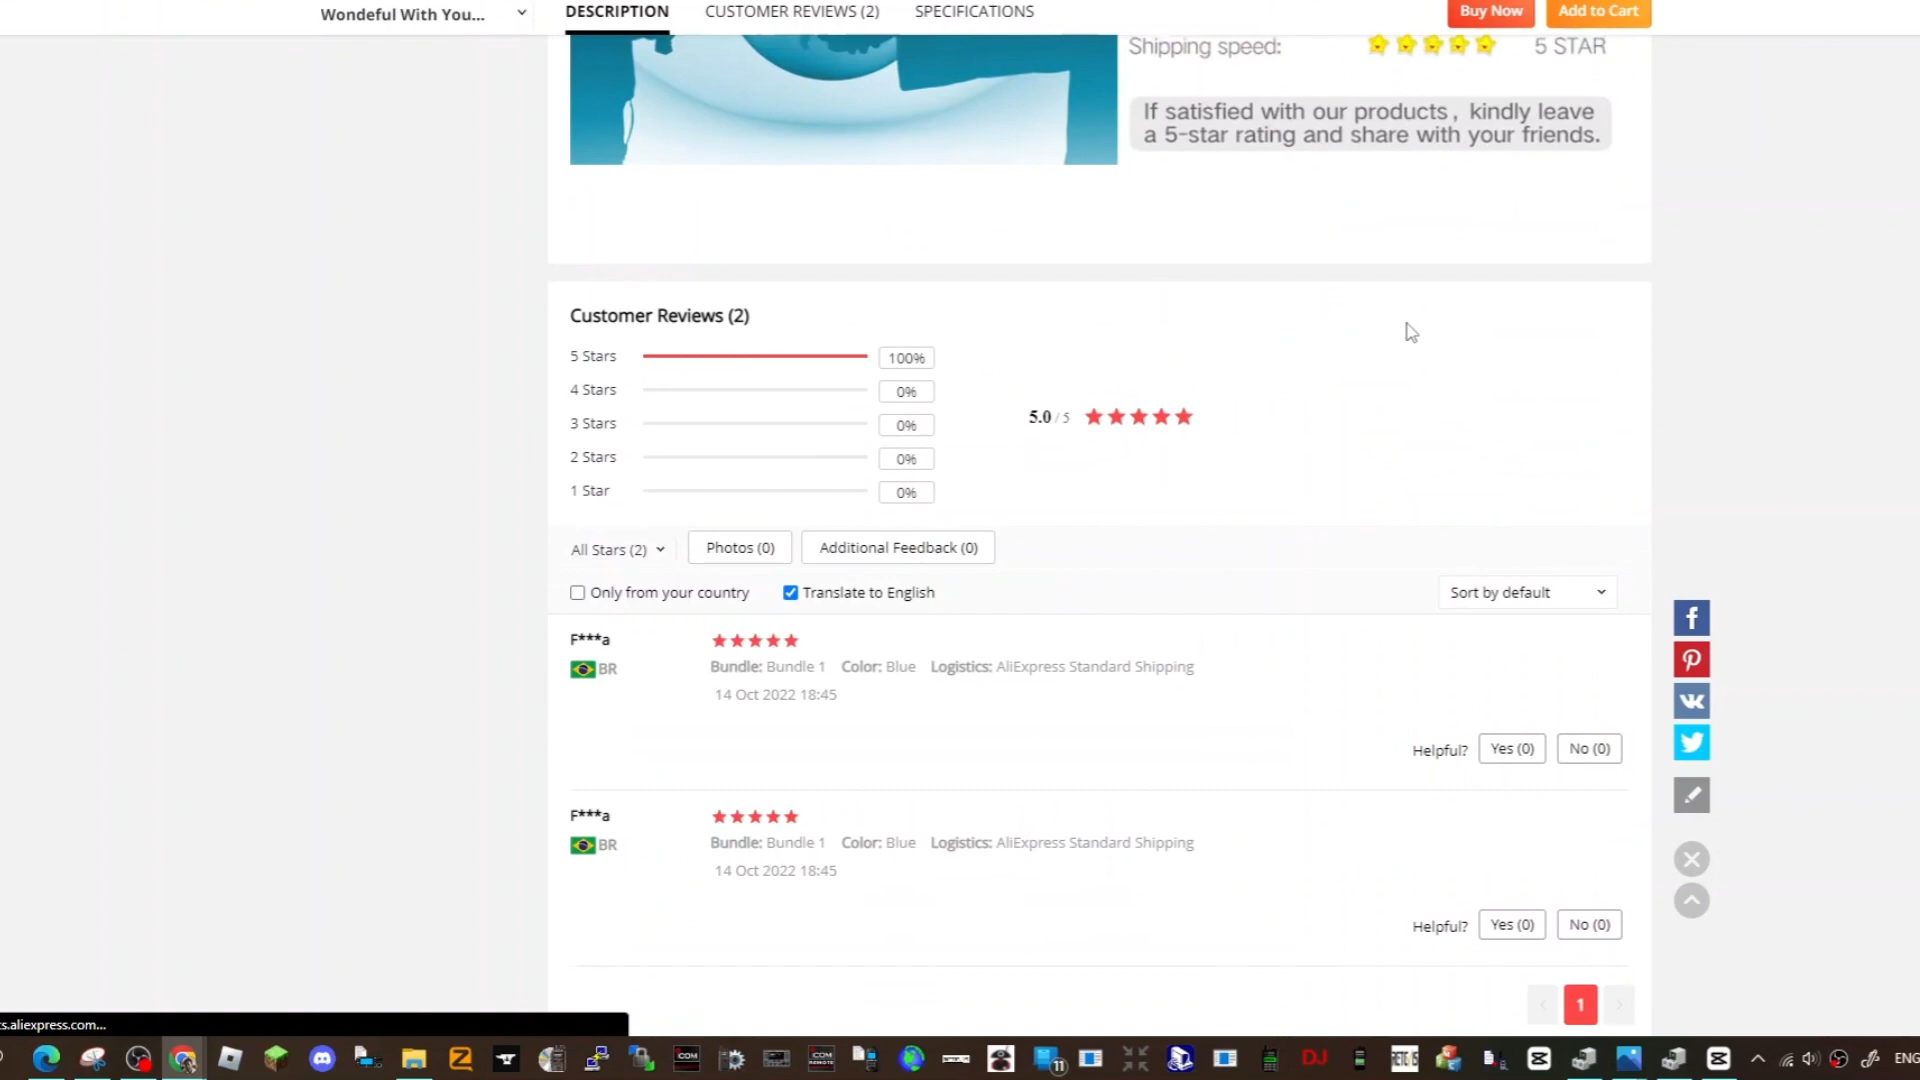 Wondeful With You...
DESCRIPTION
CUSTOMER REVIEWS (2)
SPECIFICATIONS
Buy Now
Add to Cart
Shipping speed:
5 STAR
If satisfied with our products, kindly leave
a 5-star rating and share with your friends.
Customer Reviews (2)
5 Stars 100%
4 Stars 0%
3 Stars 0%
2 Stars 0%
1 Star 0%
5.0 / 5
All Stars (2)
Photos (0)
Additional Feedback (0)
Only from your country
Translate to English
Sort by default
F***a
BR
Bundle: Bundle 1 Color: Blue Logistics: AliExpress Standard Shipping
14 Oct 2022 18:45
Helpful? Yes (0) No (0)
F***a
BR
Bundle: Bundle 1 Color: Blue Logistics: AliExpress Standard Shipping
14 Oct 2022 18:45
Helpful? Yes (0) No (0)
1
s.aliexpress.com...
11
DJ
ENG